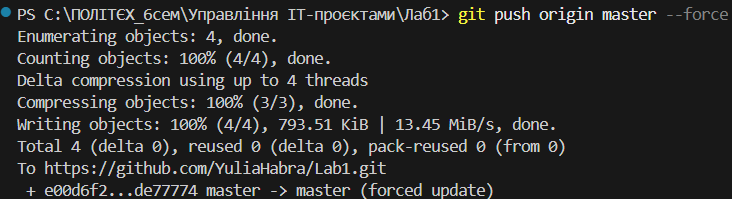 PS C:\ПОЛІТЄХ_6сем\Управління ІТ-проєктами\Лаб1> git push origin master --force
Enumerating objects: 4, done.
Counting objects: 100% (4/4), done.
Delta compression using up to 4 threads
Compressing objects: 100% (3/3), done.
Writing objects: 100% (4/4), 793.51 KiB | 13.45 MiB/s, done.
Total 4 (delta 0), reused 0 (delta 0), pack-reused 0 (from 0)
To https://github.com/YuliaHabra/Lab1.git
 + e00d6f2...de77774 master -> master (forced update)